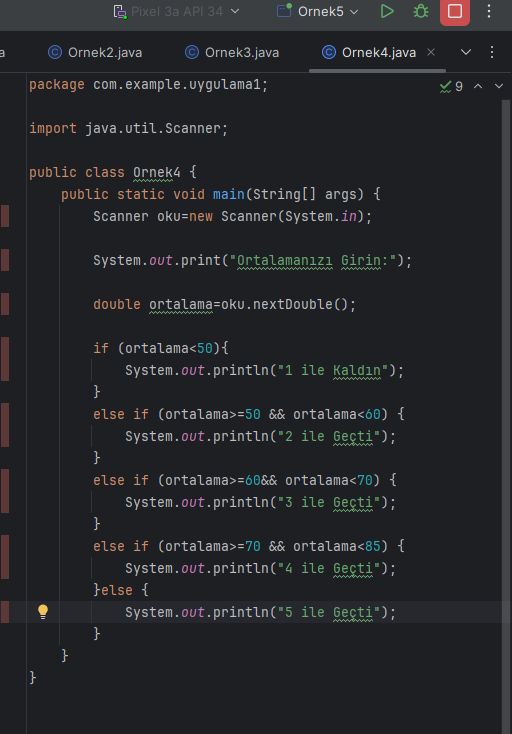 Pixel 3a API 34 Ornek5
a Ornek2.java Ornek3.java Ornek4.java
package com.example.uygulama1;
9
import java.util.Scanner;
public class Ornek4 {
public static void main(String[] args) {
Scanner oku=new Scanner(System.in);
System.out.print("Ortalamanızı Girin:");
double ortalama=oku.nextDouble();
if (ortalama<50){
System.out.println("1 ile Kaldın");
}
else if (ortalama>=50 && ortalama<60) {
System.out.println("2 ile Geçti");
}
else if (ortalama>=60&& ortalama<70) {
System.out.println("3 ile Geçti");
}
else if (ortalama>=70 && ortalama<85) {
System.out.println("4 ile Geçti");
}else {
System.out.println("5 ile Geçti");
}
}
}